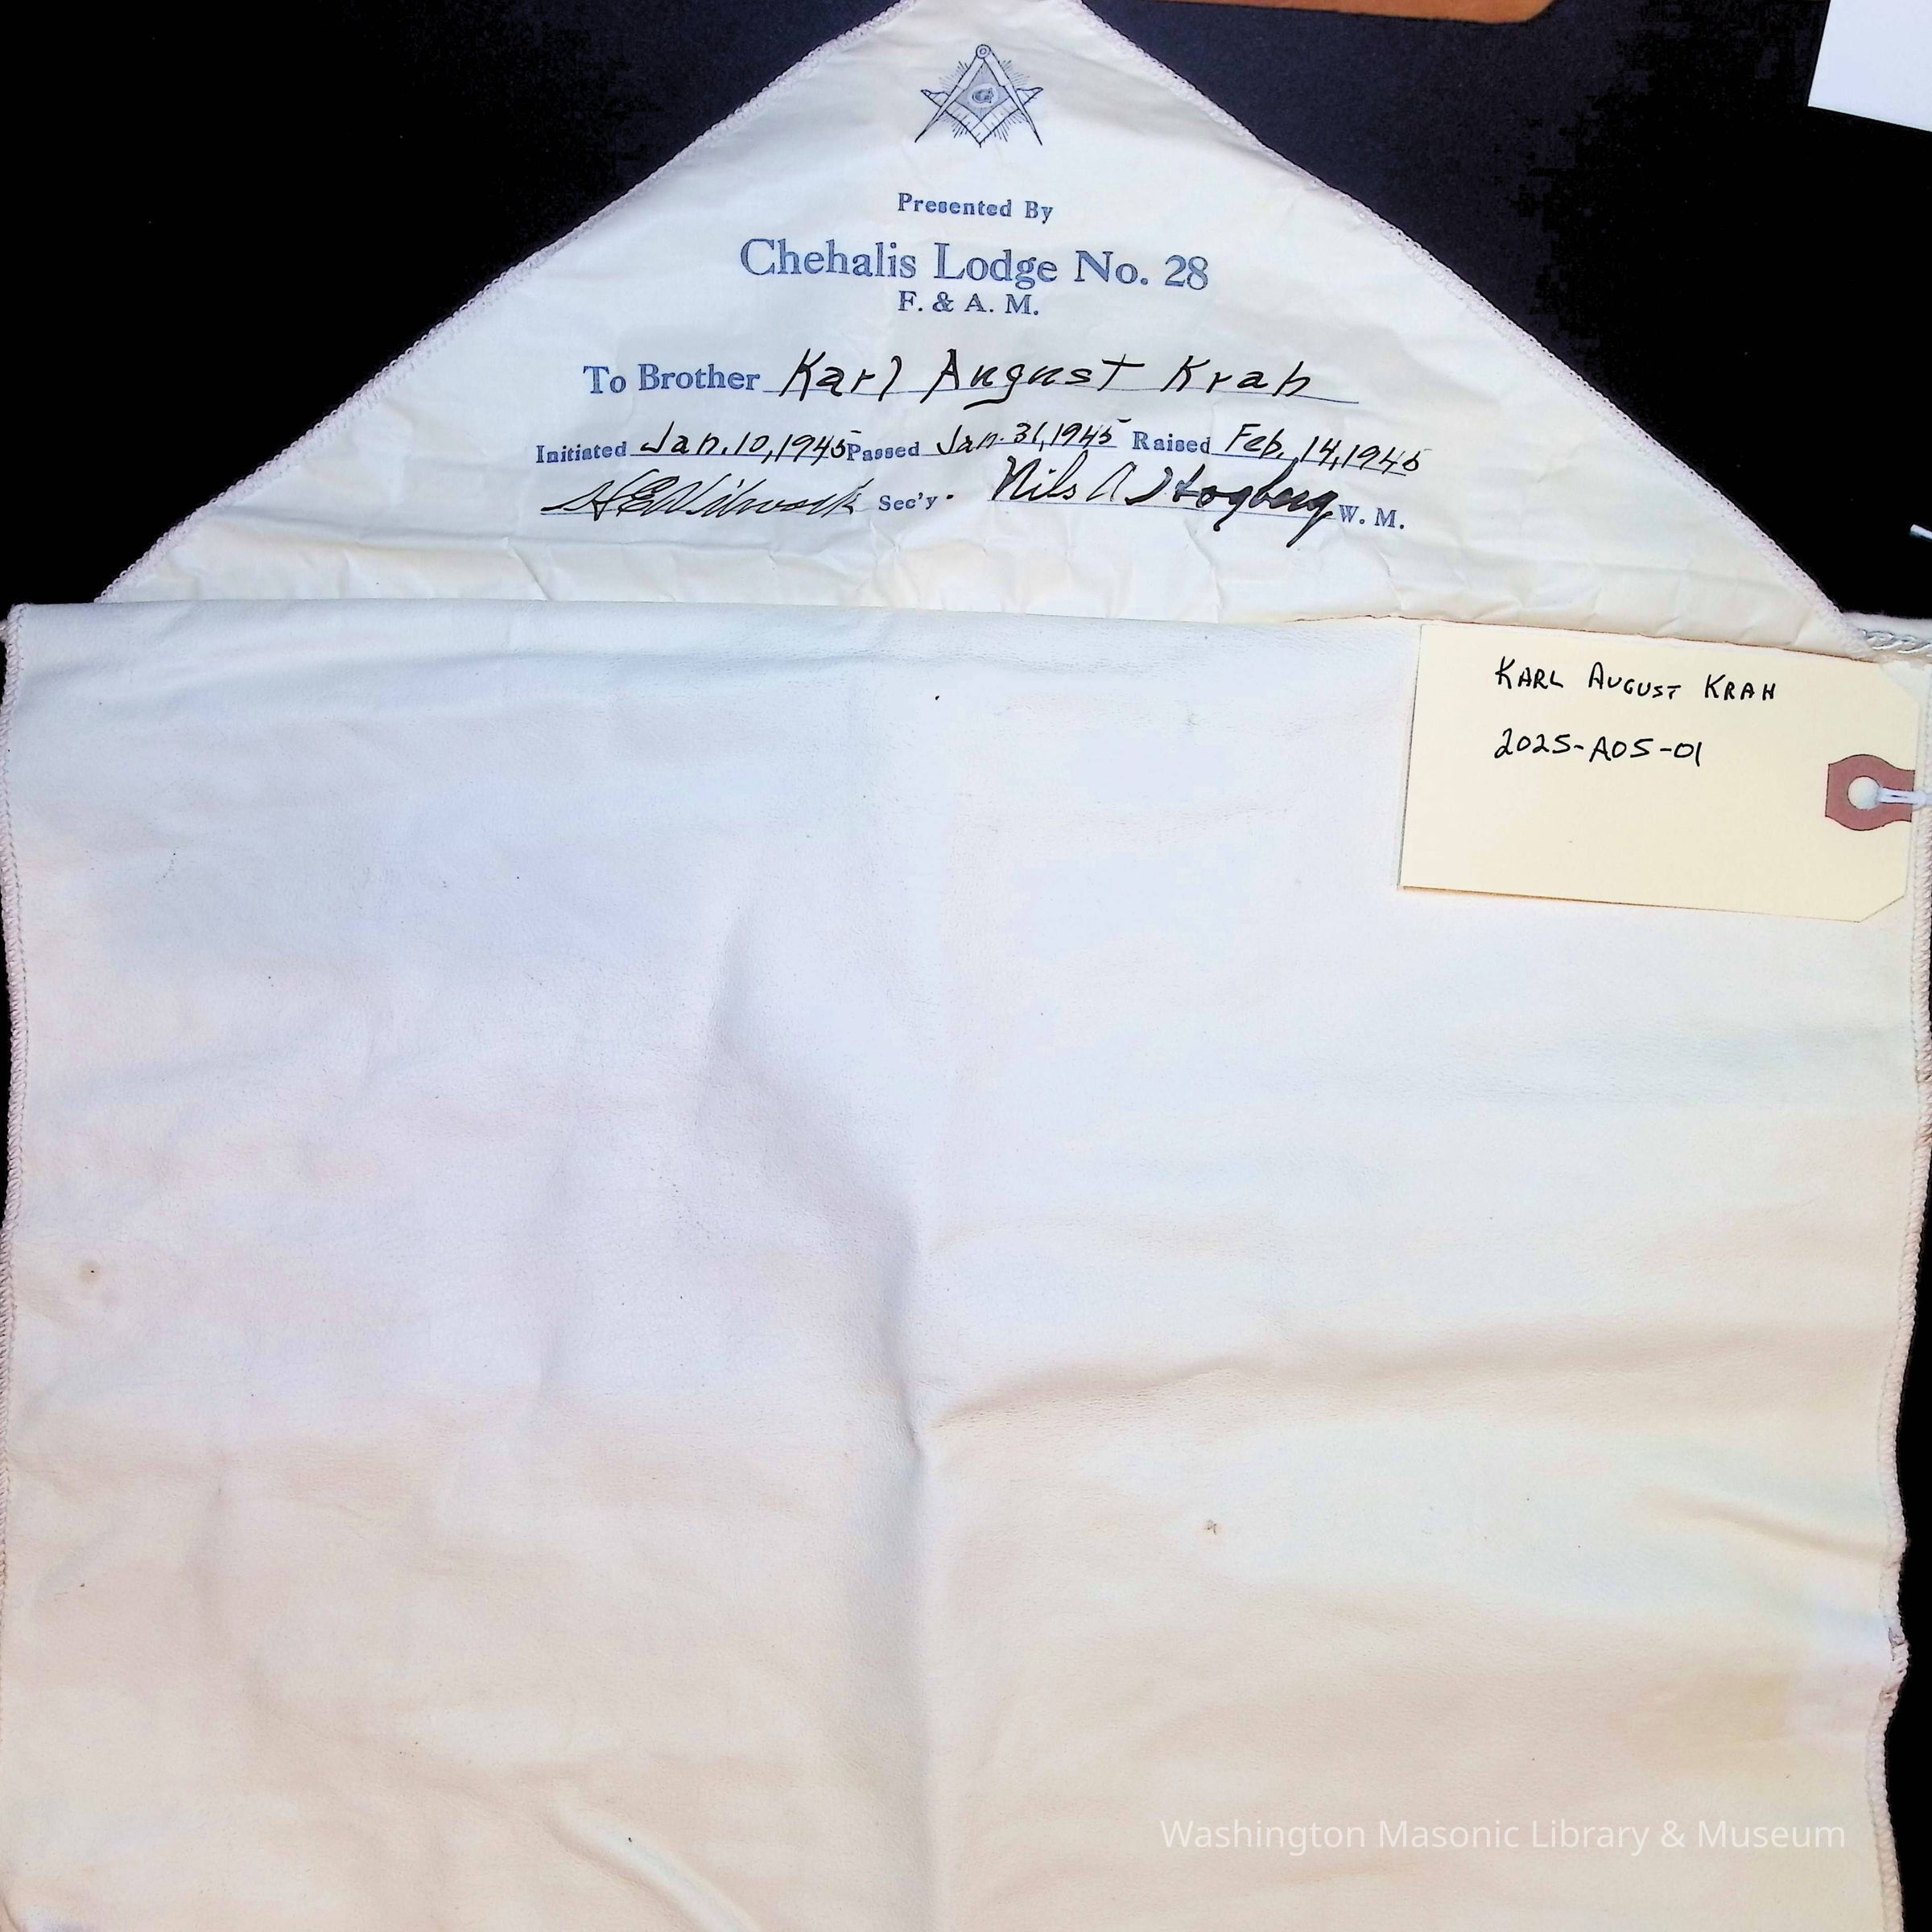 G
Presented By
Chehalis Lodge No. 28
F. & A. M.
To Brother Karl August Krah
Initiated Jan. 10, 1945 Passed Jan. 31, 1945 Raised Feb. 14, 1945
Sec'y. Nils A W. M.
KARL AUGUST KRAH
2025-A05-01
Washington Masonic Library & Museum